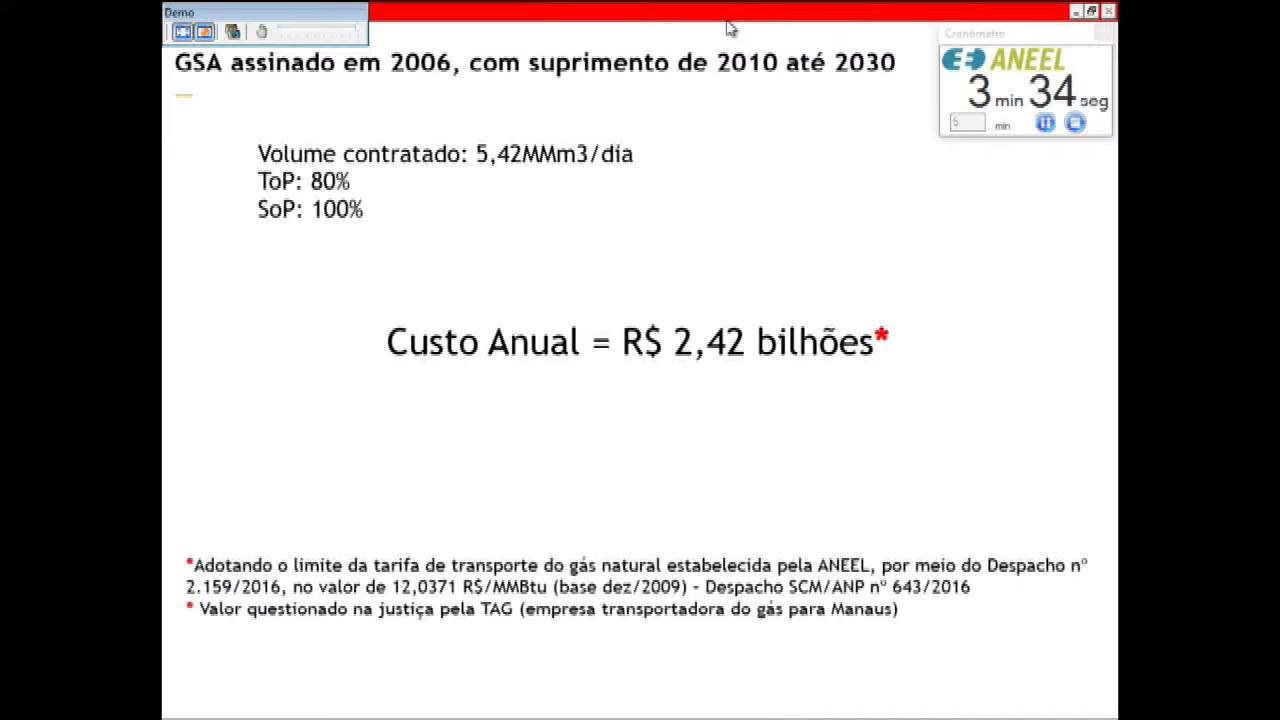 Demo
GSA assinado em 2006, com suprimento de 2010 até 2030
Cronômetro
ANEEL
3 min 34 seg
5 min
Volume contratado: 5,42MMm3/dia
ToP: 80%
SoP: 100%
Custo Anual = R$ 2,42 bilhões*
*Adotando o limite da tarifa de transporte do gás natural estabelecida pela ANEEL, por meio do Despacho nº
2.159/2016, no valor de 12,0371 R$/MMBtu (base dez/2009) - Despacho SCM/ANP nº 643/2016
* Valor questionado na justiça pela TAG (empresa transportadora do gás para Manaus)